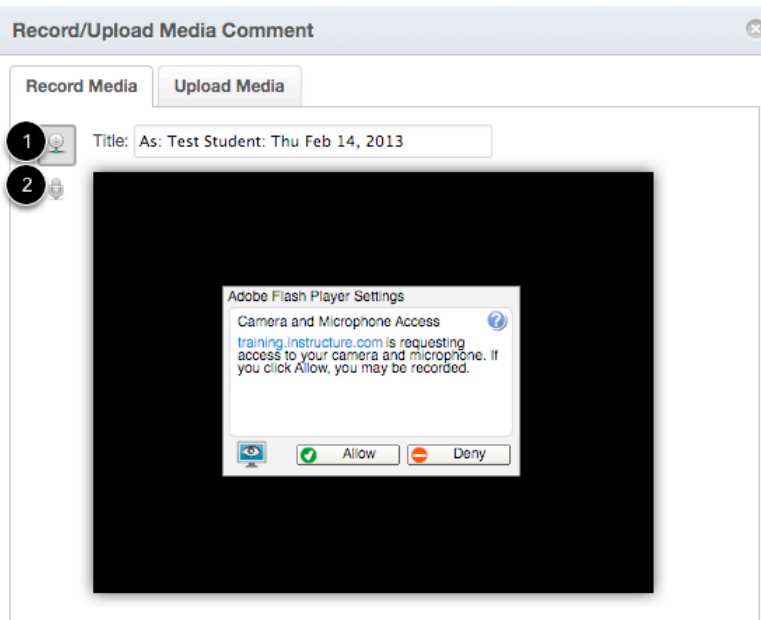 Record/Upload Media Comment
Record Media
Upload Media
1
Title: As: Test Student: Thu Feb 14, 2013
2
Adobe Flash Player Settings
Camera and Microphone Access
?
training.instructure.com is requesting
access to your camera and microphone. If
you click Allow, you may be recorded.
Allow
Deny